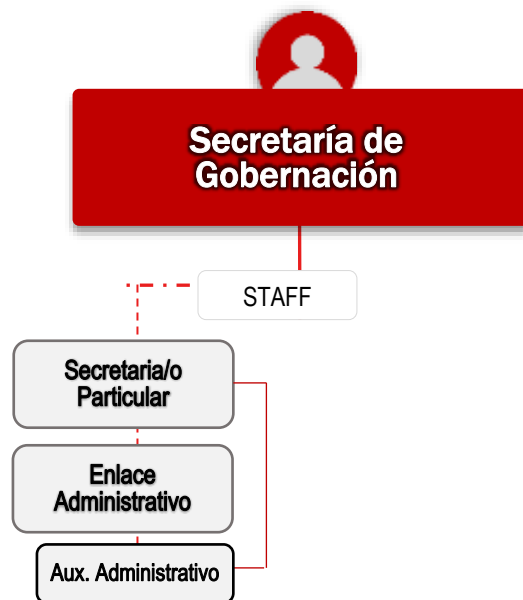 Secretaría de
Gobernación
STAFF
Secretaria/o
Particular
Enlace
Administrativo
Aux. Administrativo